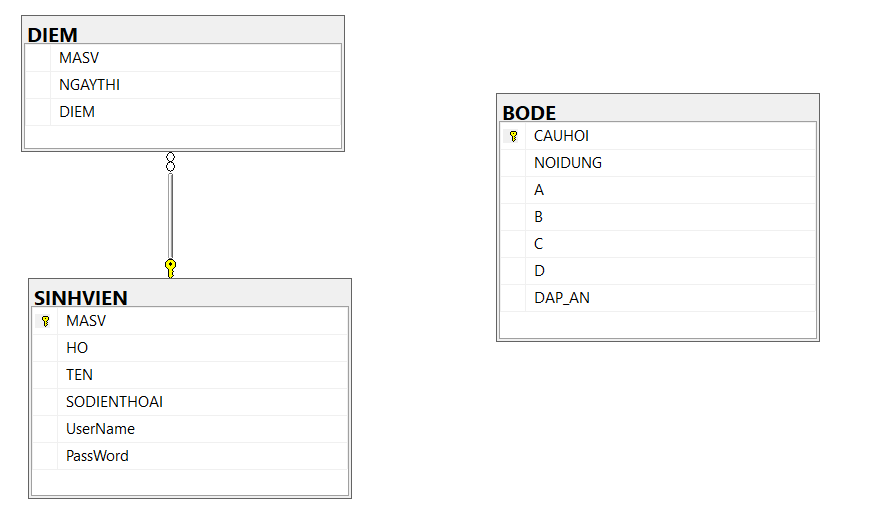 DIEM
MASV
NGAYTHI
DIEM
SINHVIEN
MASV
HO
TEN
SODIENTHOAI
UserName
PassWord
BODE
CAUHOI
NOIDUNG
A
B
C
D
DAP_AN